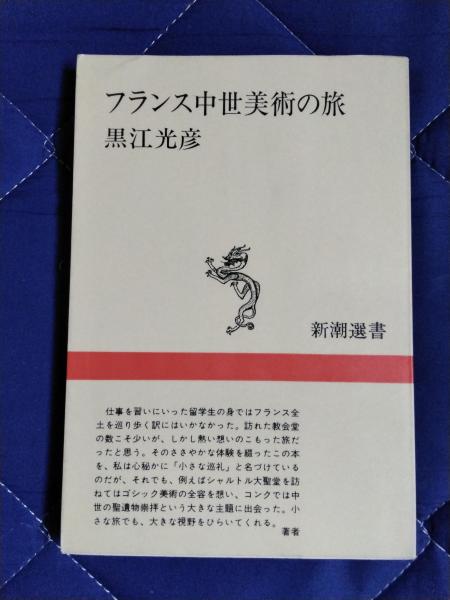 フランス中世美術の旅
黒江光彦
新潮選書
仕事を習いにいった留学生の身ではフランス全
土を巡り歩く訳にはいかなかった。訪れた教会堂
の数こそ少いが、しかし熱い想いのこもった旅だ
ったと思う。そのささやかな体験を綴ったこの本
を、私は心秘かに「小さな巡礼」と名づけている
のだが、それでも、例えばシャルトル大聖堂を訪
ねてはゴシック美術の全容を想い、コンクでは中
世の聖遺物崇拝という大きな主題に出会った。小
さな旅でも、大きな視野をひらいてくれる。
著者